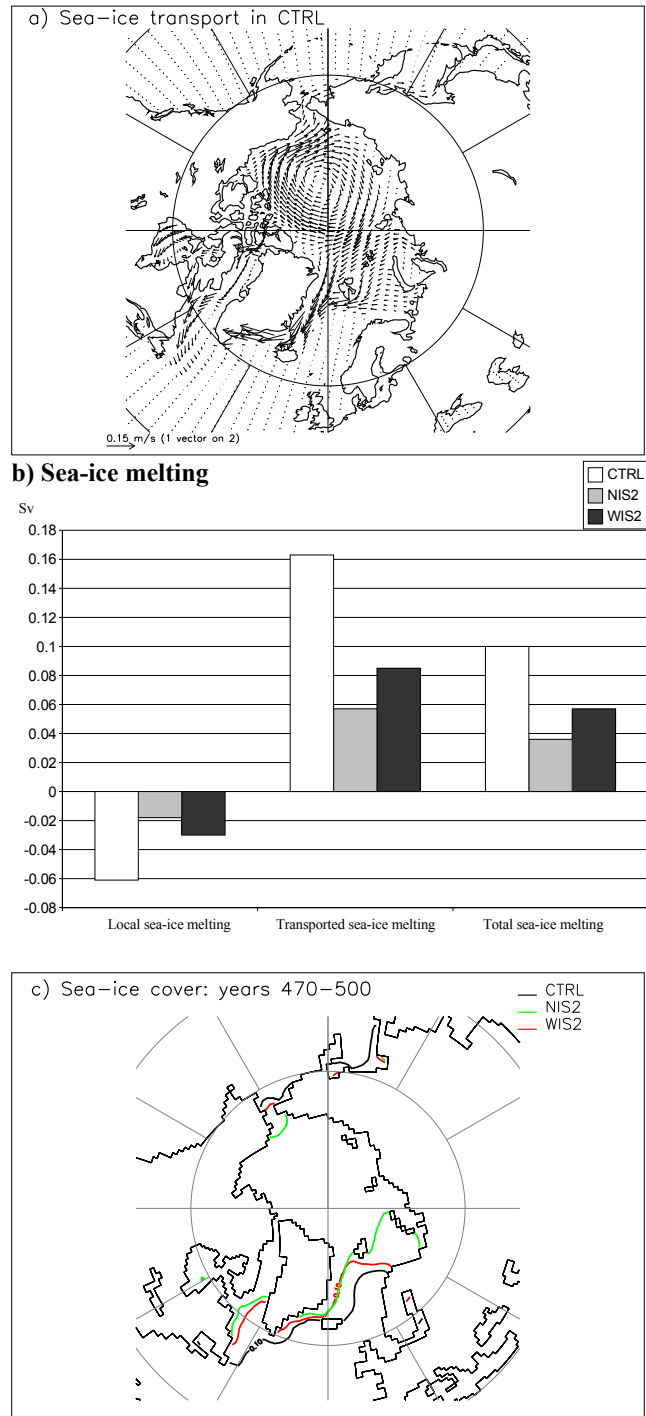 a) Sea-ice transport in CTRL
0.15 m/s (1 vector on 2)
b) Sea-ice melting
CTRL
NIS2
WIS2
Sv
0.18
0.16
0.14
0.12
0.1
0.08
0.06
0.04
0.02
0
-0.02
-0.04
-0.06
-0.08
Local sea-ice melting
Transported sea-ice melting
Total sea-ice melting
c) Sea-ice cover: years 470-500
CTRL
NIS2
WIS2
0.10